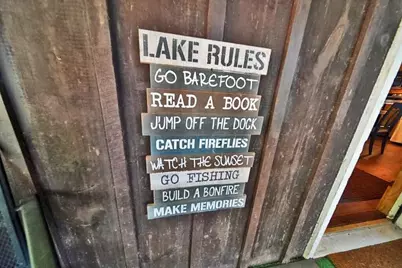 LAKE RULES
GO BAREFOOT
READ A BOOK
JUMP OFF THE DOCK
CATCH FIREFLIES
WATCH THE SUNSET
GO FISHING
BUILD A BONFIRE
MAKE MEMORIES